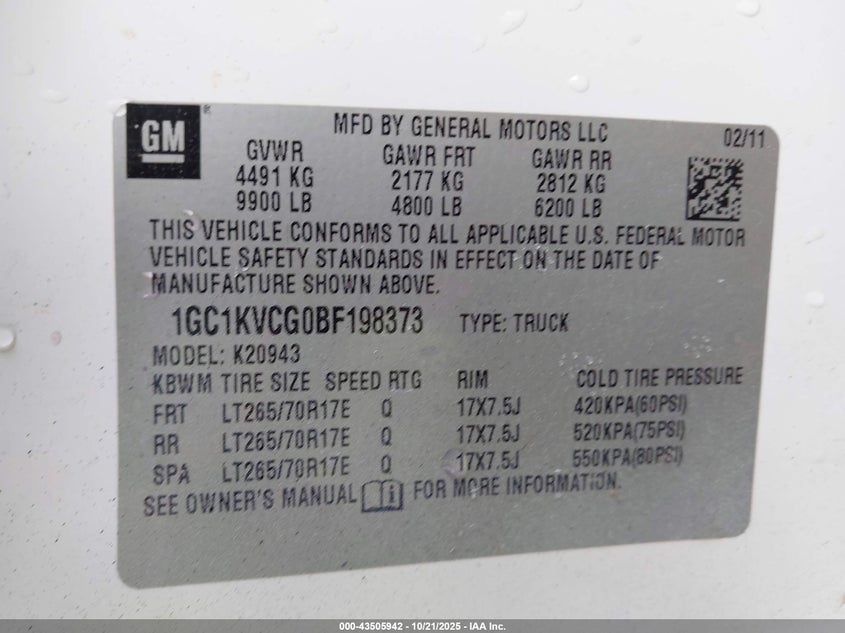 GM ®
MFD BY GENERAL MOTORS LLC 02/11
GVWR GAWR FRT GAWR RR
4491 KG 2177 KG 2812 KG
9900 LB 4800 LB 6200 LB
THIS VEHICLE CONFORMS TO ALL APPLICABLE U.S. FEDERAL MOTOR
VEHICLE SAFETY STANDARDS IN EFFECT ON THE DATE OF
MANUFACTURE SHOWN ABOVE.
1GC1KVCG0BF198373 TYPE: TRUCK
MODEL: K20943
KBWM TIRE SIZE SPEED RTG RIM COLD TIRE PRESSURE
FRT LT265/70R17E Q 17X7.5J 420KPA(60PSI)
RR LT265/70R17E Q 17X7.5J 520KPA(75PSI)
SPA LT265/70R17E Q 17X7.5J 550KPA(80PSI)
SEE OWNER'S MANUAL i FOR MORE INFORMATION.
000-43505942 - 10/21/2025 - IAA Inc.